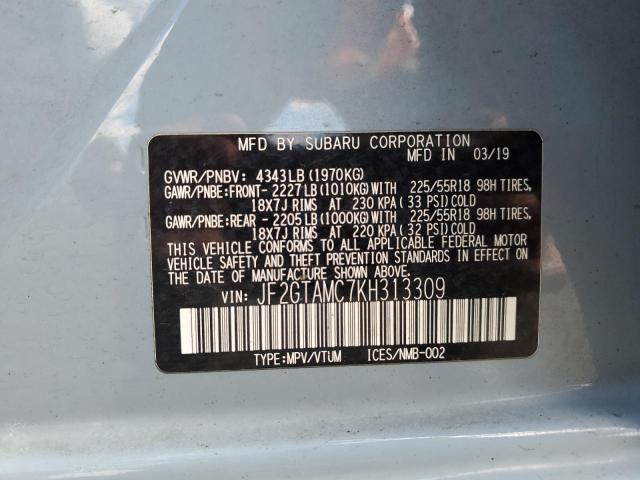 MFD BY SUBARU CORPORATION
MFD IN 03/19
GVWR/PNBV: 4343LB(1970KG)
GAWR/PNBE:FRONT-2227LB(1010KG)WITH 225/55R18 98H TIRES,
18X7J RIMS AT 230 KPA(33 PSI)COLD
GAWR/PNBE:REAR -2205LB(1000KG)WITH 225/55R18 98H TIRES,
18X7J RIMS AT 220 KPA(32 PSI)COLD
THIS VEHICLE CONFORMS TO ALL APPLICABLE FEDERAL MOTOR
VEHICLE SAFETY AND THEFT PREVENTION STANDARDS IN EFFECT
ON THE DATE OF MANUFACTURE SHOWN ABOVE.
VIN: JF2GTAMC7KH313309
TYPE:MPV/VTUM ICES/NMB-002